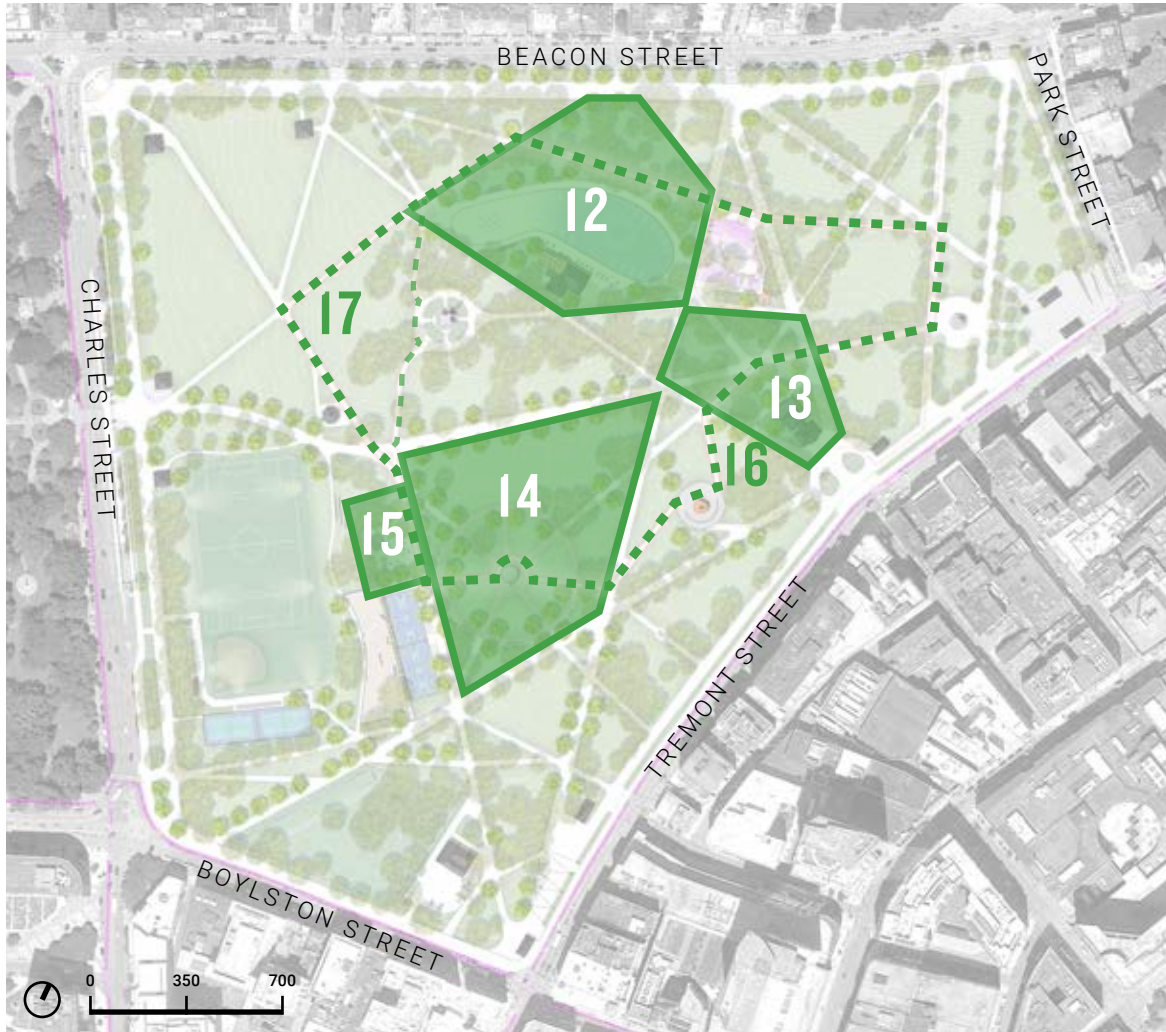 BEACON STREET
PARK STREET
12
17
CHARLES STREET
13
16
14
15
TREMONT STREET
BOYLSTON STREET
0 350 700